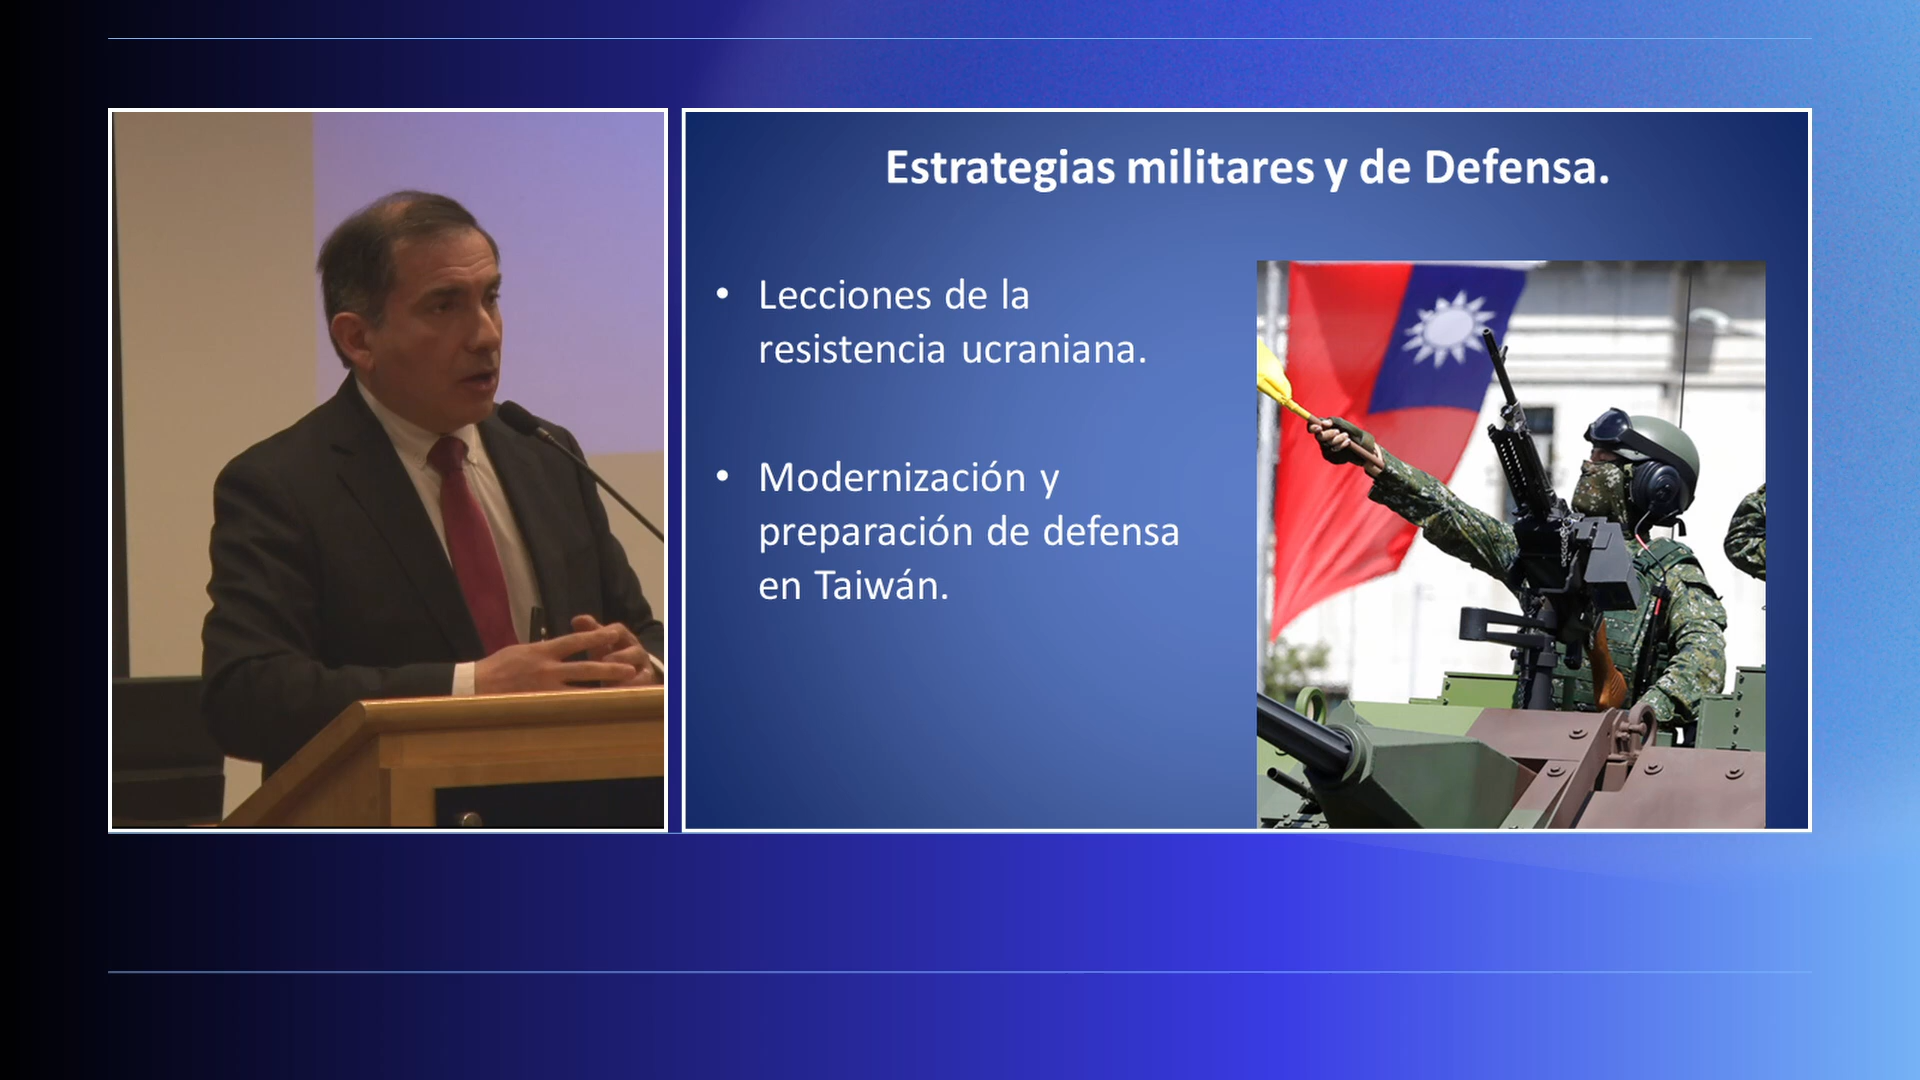 Estrategias militares y de Defensa.
• Lecciones de la
resistencia ucraniana.
• Modernización y
preparación de defensa
en Taiwán.